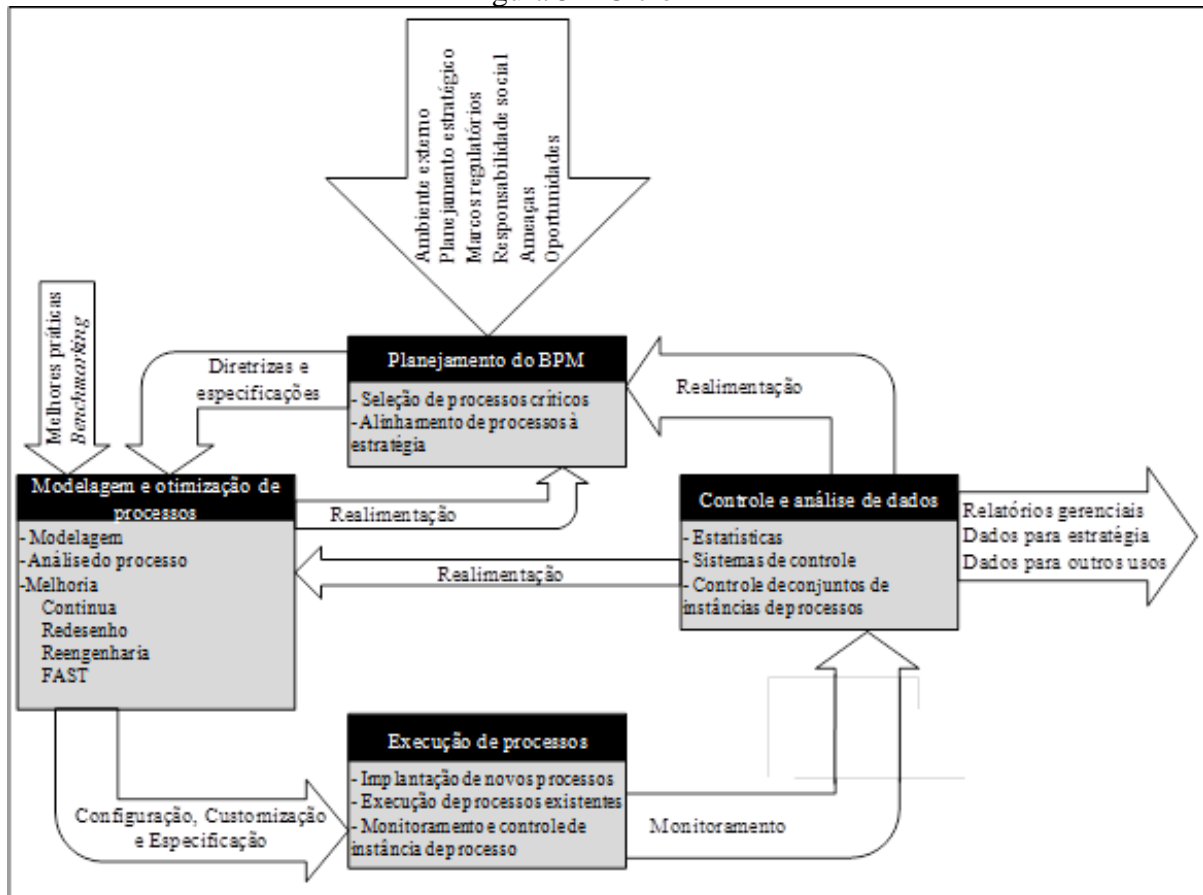 Ambiente externo
Planejamento estratégico
Marcos regulatórios
Responsabilidade social
Ameaças
Oportunidades
Melhores práticas
Benchmarking
Diretrizes e
especificações
Planejamento do BPM
- Seleção de processos críticos
- Alinhamento de processos à
estratégia
Realimentação
Modelagem e otimização de
processos
- Modelagem
- Análise do processo
-Melhoria
Continua
Redesenho
Reengenharia
FAST
Realimentação
Realimentação
Controle e análise de dados
- Estatísticas
- Sistemas de controle
- Controle de conjuntos de
instâncias de processos
Relatórios gerenciais
Dados para estratégia
Dados para outros usos
Configuração, Customização
e Especificação
Execução de processos
- Implantação de novos processos
- Execução de processos existentes
- Monitoramento e controle de
instância de processo
Monitoramento